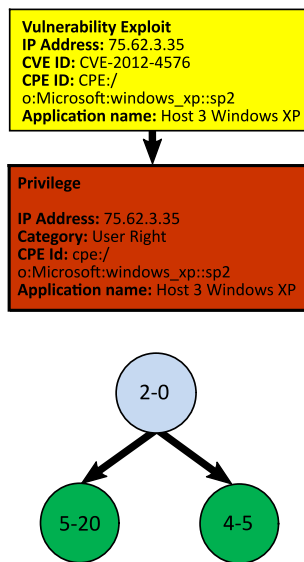 Vulnerability Exploit
IP Address: 75.62.3.35
CVE ID: CVE-2012-4576
CPE ID: CPE:/
o:Microsoft:windows_xp::sp2
Application name: Host 3 Windows XP
Privilege
IP Address: 75.62.3.35
Category: User Right
CPE Id: cpe:/
o:Microsoft:windows_xp::sp2
Application name: Host 3 Windows XP
2-0
5-20
4-5